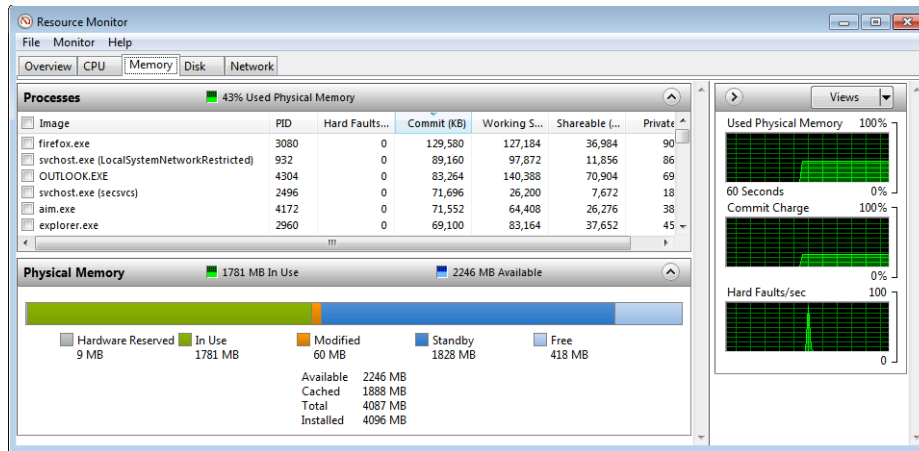 Resource Monitor
File Monitor Help
Overview CPU Memory Disk Network
Processes 43% Used Physical Memory
Image PID Hard Faults... Commit (KB) Working S... Shareable (... Private
firefox.exe 3080 0 129,580 127,184 36,984 90
svchost.exe (LocalSystemNetworkRestricted) 932 0 89,160 97,872 11,856 86
OUTLOOK.EXE 4304 0 83,264 140,388 70,904 69
svchost.exe (secsvcs) 2496 0 71,696 26,200 7,672 18
aim.exe 4172 0 71,552 64,408 26,276 38
explorer.exe 2960 0 69,100 83,164 37,652 45
Physical Memory 1781 MB In Use 2246 MB Available
Hardware Reserved In Use Modified Standby Free
9 MB 1781 MB 60 MB 1828 MB 418 MB
Available 2246 MB
Cached 1888 MB
Total 4087 MB
Installed 4096 MB
Views
Used Physical Memory 100%
60 Seconds 0%
Commit Charge 100%
0%
Hard Faults/sec 100
0